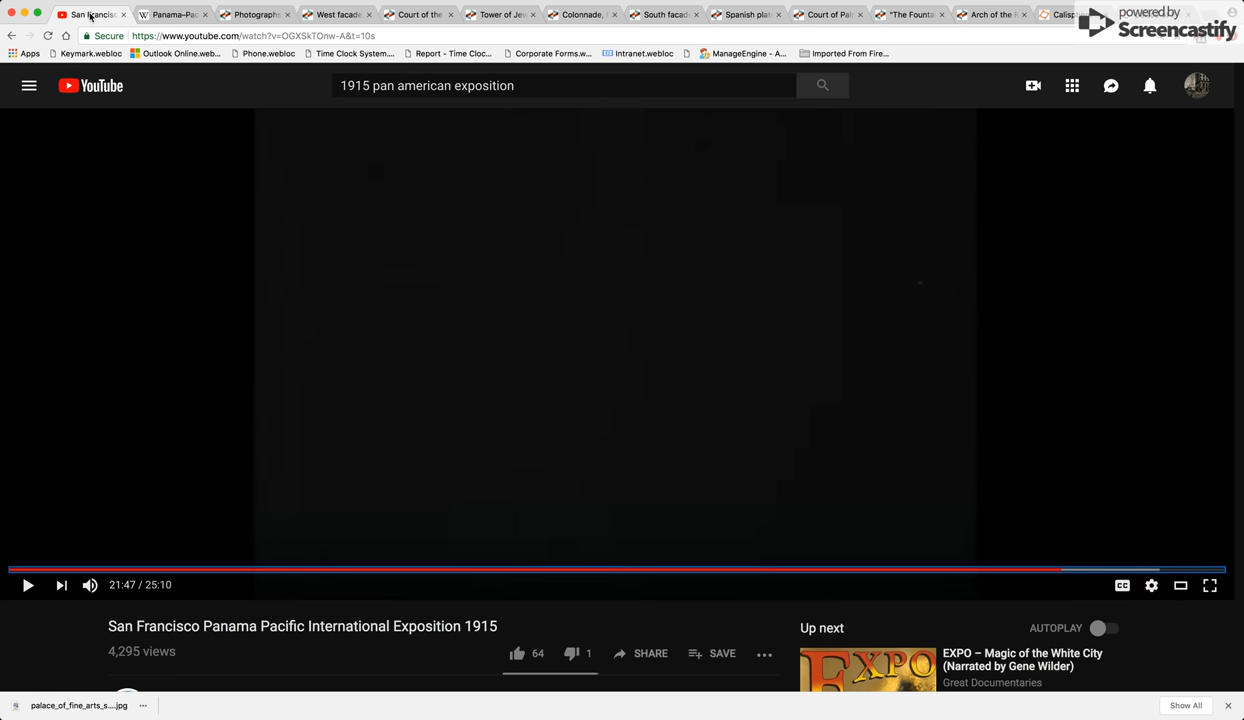 San Francisc
Panama–Pac
Photographs
West facade
Court of the
Tower of Jew
Colonnade,
South facad
Spanish plat
Court of Pal
"The Founta
Arch of the R
Calisp
powered by
Screencastify
Secure
https://www.youtube.com/watch?v=OGXSkTOnw-A&t=10s
Apps
Keymark.webloc
Outlook Online.web...
Phone.webloc
Time Clock System....
Report - Time Cloc...
Corporate Forms.w...
Intranet.webloc
ManageEngine - A...
Imported From Fire...
YouTube
1915 pan american exposition
21:47 / 25:10
CC
San Francisco Panama Pacific International Exposition 1915
4,295 views
64
1
SHARE
SAVE
Up next
AUTOPLAY
EXPO
EXPO – Magic of the White City
(Narrated by Gene Wilder)
Great Documentaries
palace_of_fine_arts_s....jpg
Show All